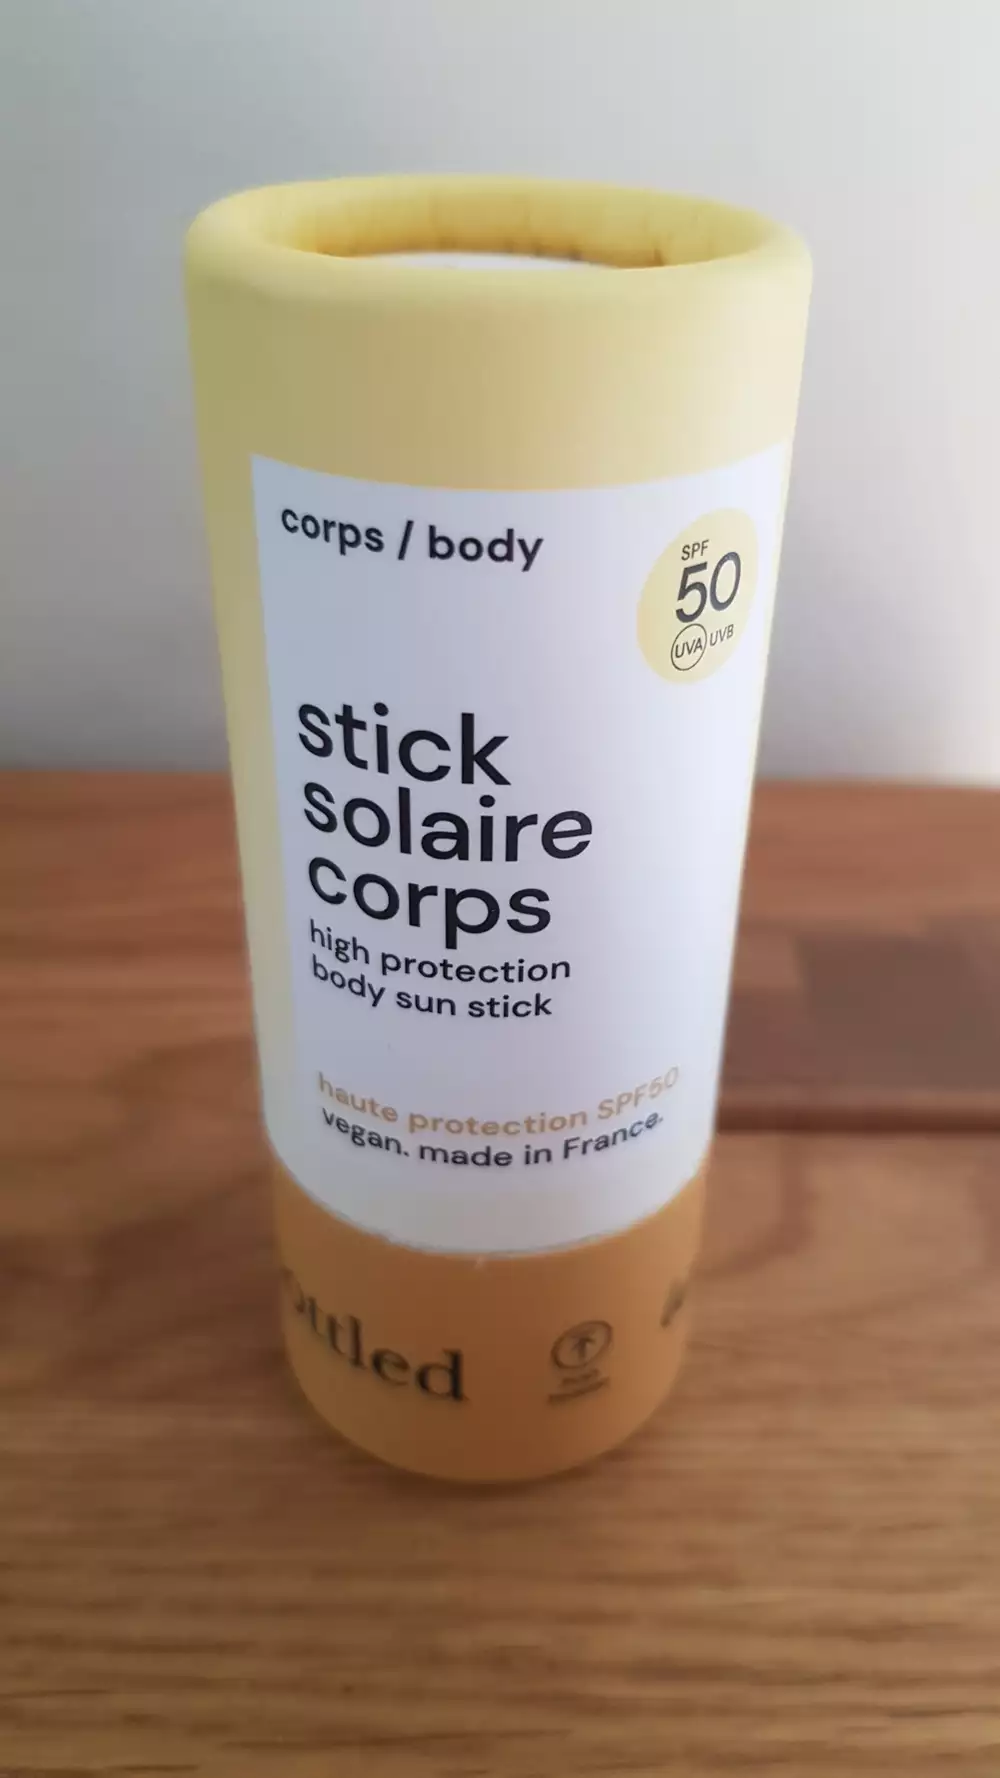 corps / body
SPF
50
UVA UVB
stick
solaire
corps
high protection
body sun stick
haute protection SPF50
vegan. made in France.